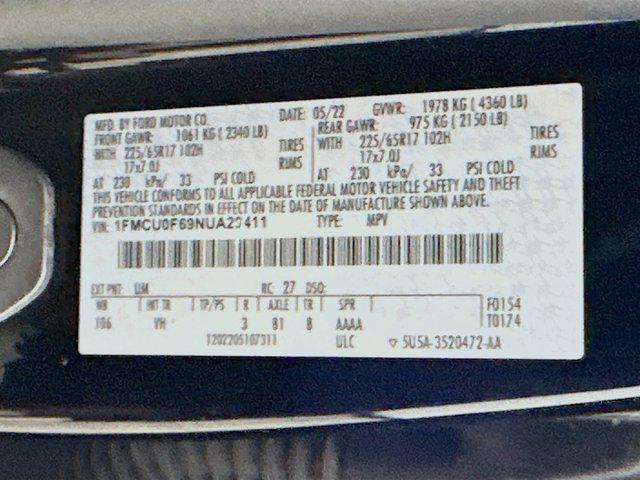 MFD. BY FORD MOTOR CO. DATE: 05/22 GVWR: 1978 KG ( 4360 LB)
FRONT GAWR: 1061 KG ( 2340 LB) REAR GAWR: 975 KG ( 2150 LB)
WITH 225/65R17 102H TIRES WITH 225/65R17 102H TIRES
17x7.0J RIMS 17x7.0J RIMS
AT 230 kPa/ 33 PSI COLD AT 230 kPa/ 33 PSI COLD
THIS VEHICLE CONFORMS TO ALL APPLICABLE FEDERAL MOTOR VEHICLE SAFETY AND THEFT
PREVENTION STANDARDS IN EFFECT ON THE DATE OF MANUFACTURE SHOWN ABOVE.
VIN: TYPE: MPV
EXT PNT: UM RC: 27 DSO:
WB INT TR TP/PS R AXLE TR SPR F0154
106 VH 3 81 8 AAAA T0174
1202205107311 ULC 5U5A-3520472-AA